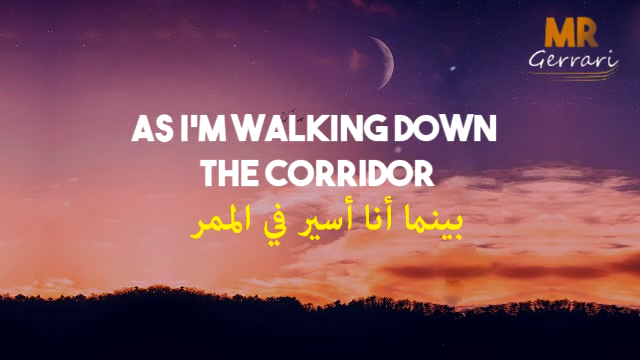 MR
Gerrari
AS I'M WALKING DOWN
THE CORRIDOR
بينما أنا أسير في الممر